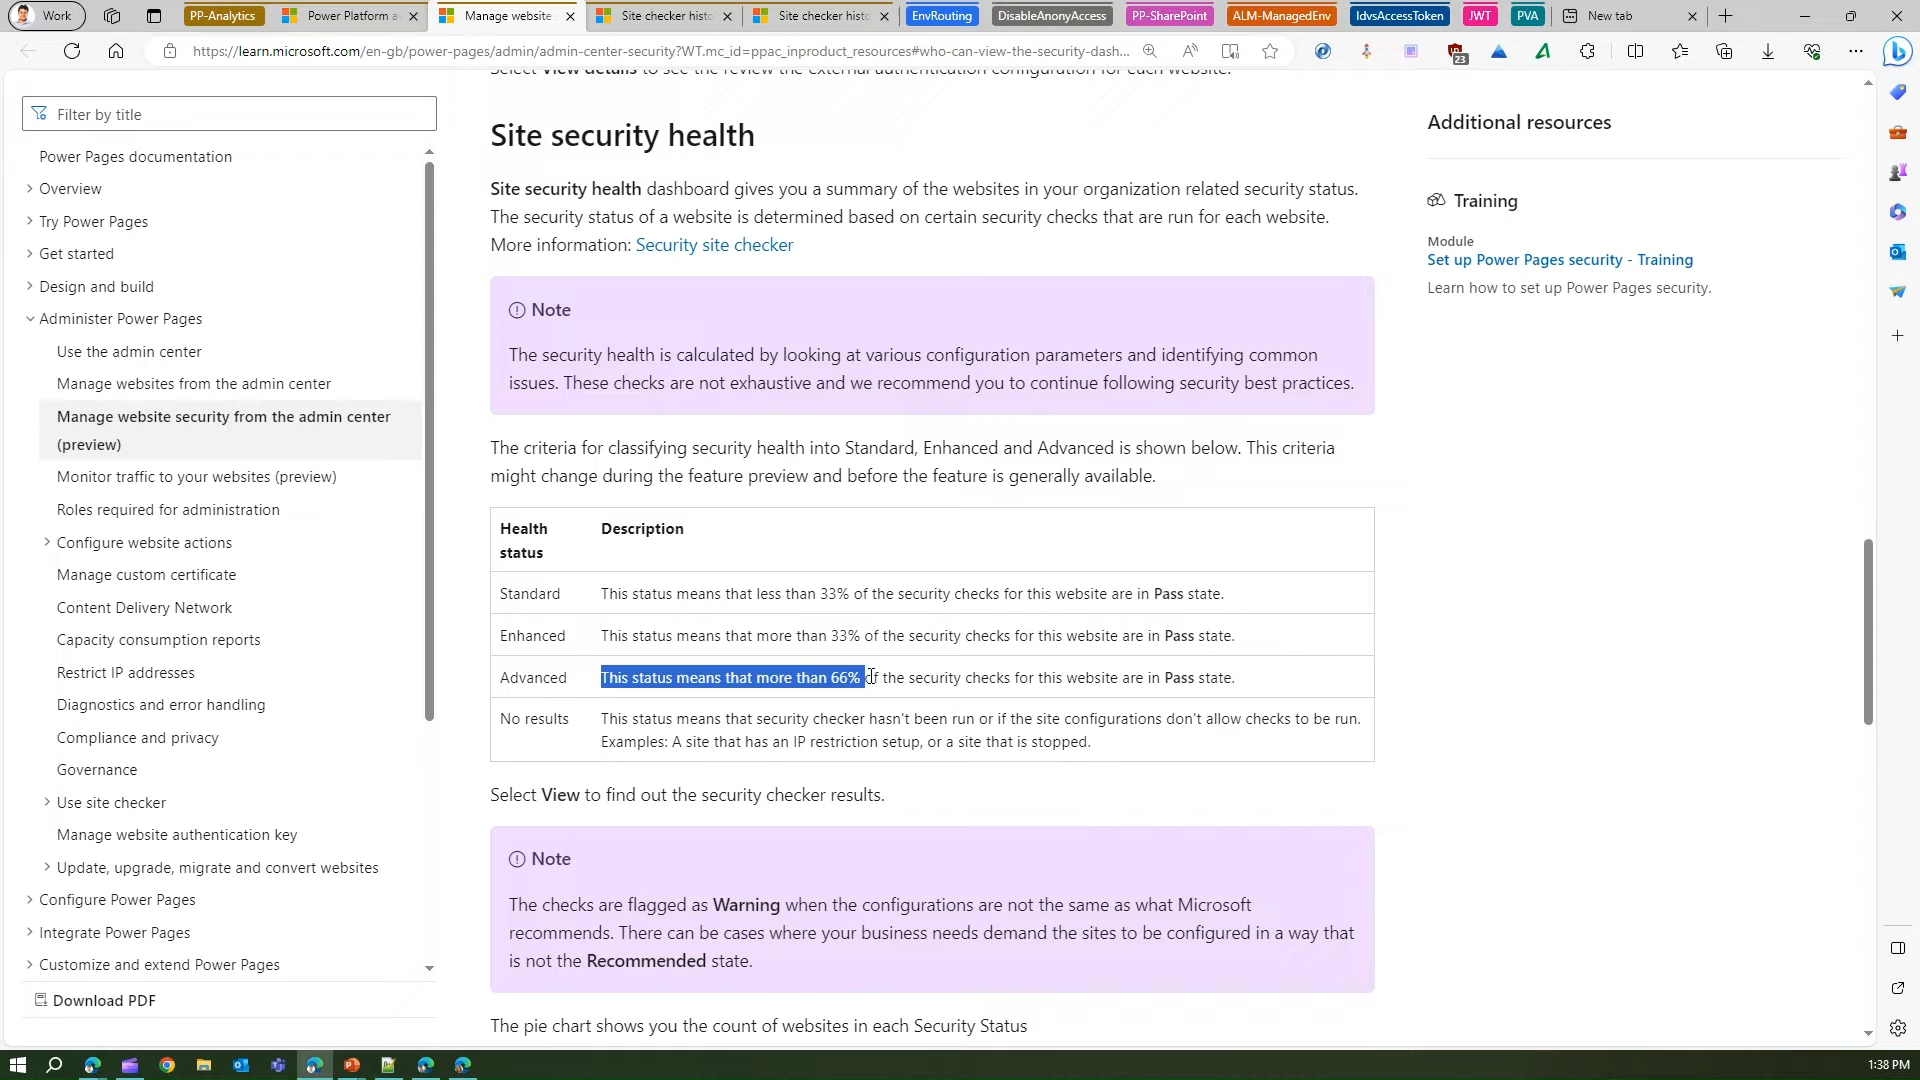 Work
PP-Analytics
Power Platform a
Manage website
Site checker histo
Site checker histo
EnvRouting
DisableAnonyAccess
PP-SharePoint
ALM-ManagedEnv
IdvsAccessToken
JWT
PVA
New tab
https://learn.microsoft.com/en-gb/power-pages/admin/admin-center-security?WT.mc_id=ppac_inproduct_resources#who-can-view-the-security-dash...
23
Select View details to see the review the external authentication configuration for each website.
Filter by title
Power Pages documentation
Overview
Try Power Pages
Get started
Design and build
Administer Power Pages
Use the admin center
Manage websites from the admin center
Manage website security from the admin center
(preview)
Monitor traffic to your websites (preview)
Roles required for administration
Configure website actions
Manage custom certificate
Content Delivery Network
Capacity consumption reports
Restrict IP addresses
Diagnostics and error handling
Compliance and privacy
Governance
Use site checker
Manage website authentication key
Update, upgrade, migrate and convert websites
Configure Power Pages
Integrate Power Pages
Customize and extend Power Pages
Download PDF
Site security health
Site security health dashboard gives you a summary of the websites in your organization related security status.
The security status of a website is determined based on certain security checks that are run for each website.
More information: Security site checker
Note
The security health is calculated by looking at various configuration parameters and identifying common
issues. These checks are not exhaustive and we recommend you to continue following security best practices.
The criteria for classifying security health into Standard, Enhanced and Advanced is shown below. This criteria
might change during the feature preview and before the feature is generally available.
Health
status
Description
Standard
This status means that less than 33% of the security checks for this website are in Pass state.
Enhanced
This status means that more than 33% of the security checks for this website are in Pass state.
Advanced
This status means that more than 66% of the security checks for this website are in Pass state.
No results
This status means that security checker hasn't been run or if the site configurations don't allow checks to be run.
Examples: A site that has an IP restriction setup, or a site that is stopped.
Select View to find out the security checker results.
Note
The checks are flagged as Warning when the configurations are not the same as what Microsoft
recommends. There can be cases where your business needs demand the sites to be configured in a way that
is not the Recommended state.
The pie chart shows you the count of websites in each Security Status
Additional resources
Training
Module
Set up Power Pages security - Training
Learn how to set up Power Pages security.
1:38 PM